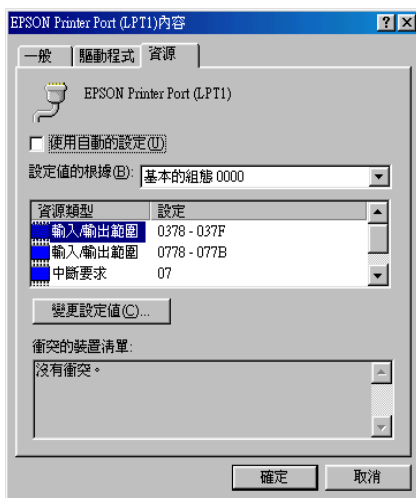 EPSON Printer Port (LPT1)內容
一般 驅動程式 資源
EPSON Printer Port (LPT1)
使用自動的設定(U)
設定值的根據(B): 基本的組態 0000
資源類型 設定
輸入/輸出範圍 0378 - 037F
輸入/輸出範圍 0778 - 077B
中斷要求 07
變更設定值(C)...
衝突的裝置清單:
沒有衝突。
確定 取消